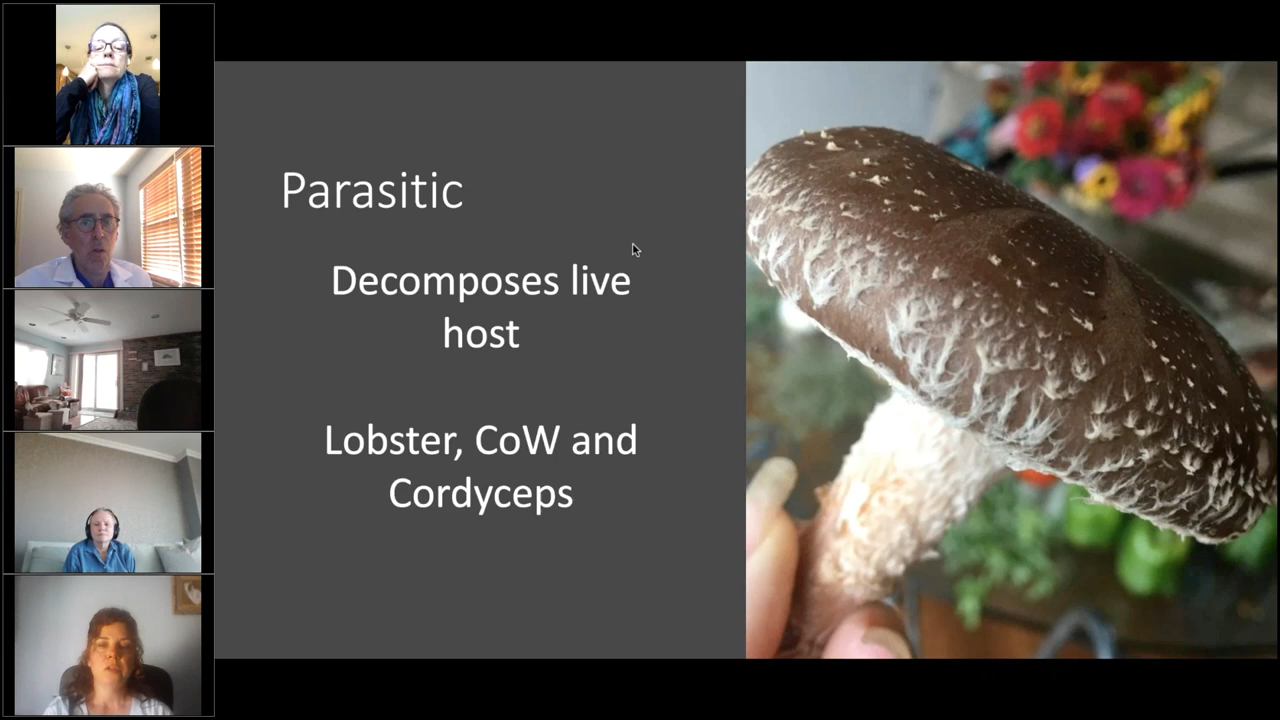 Parasitic
Decomposes live
host
Lobster, CoW and
Cordyceps